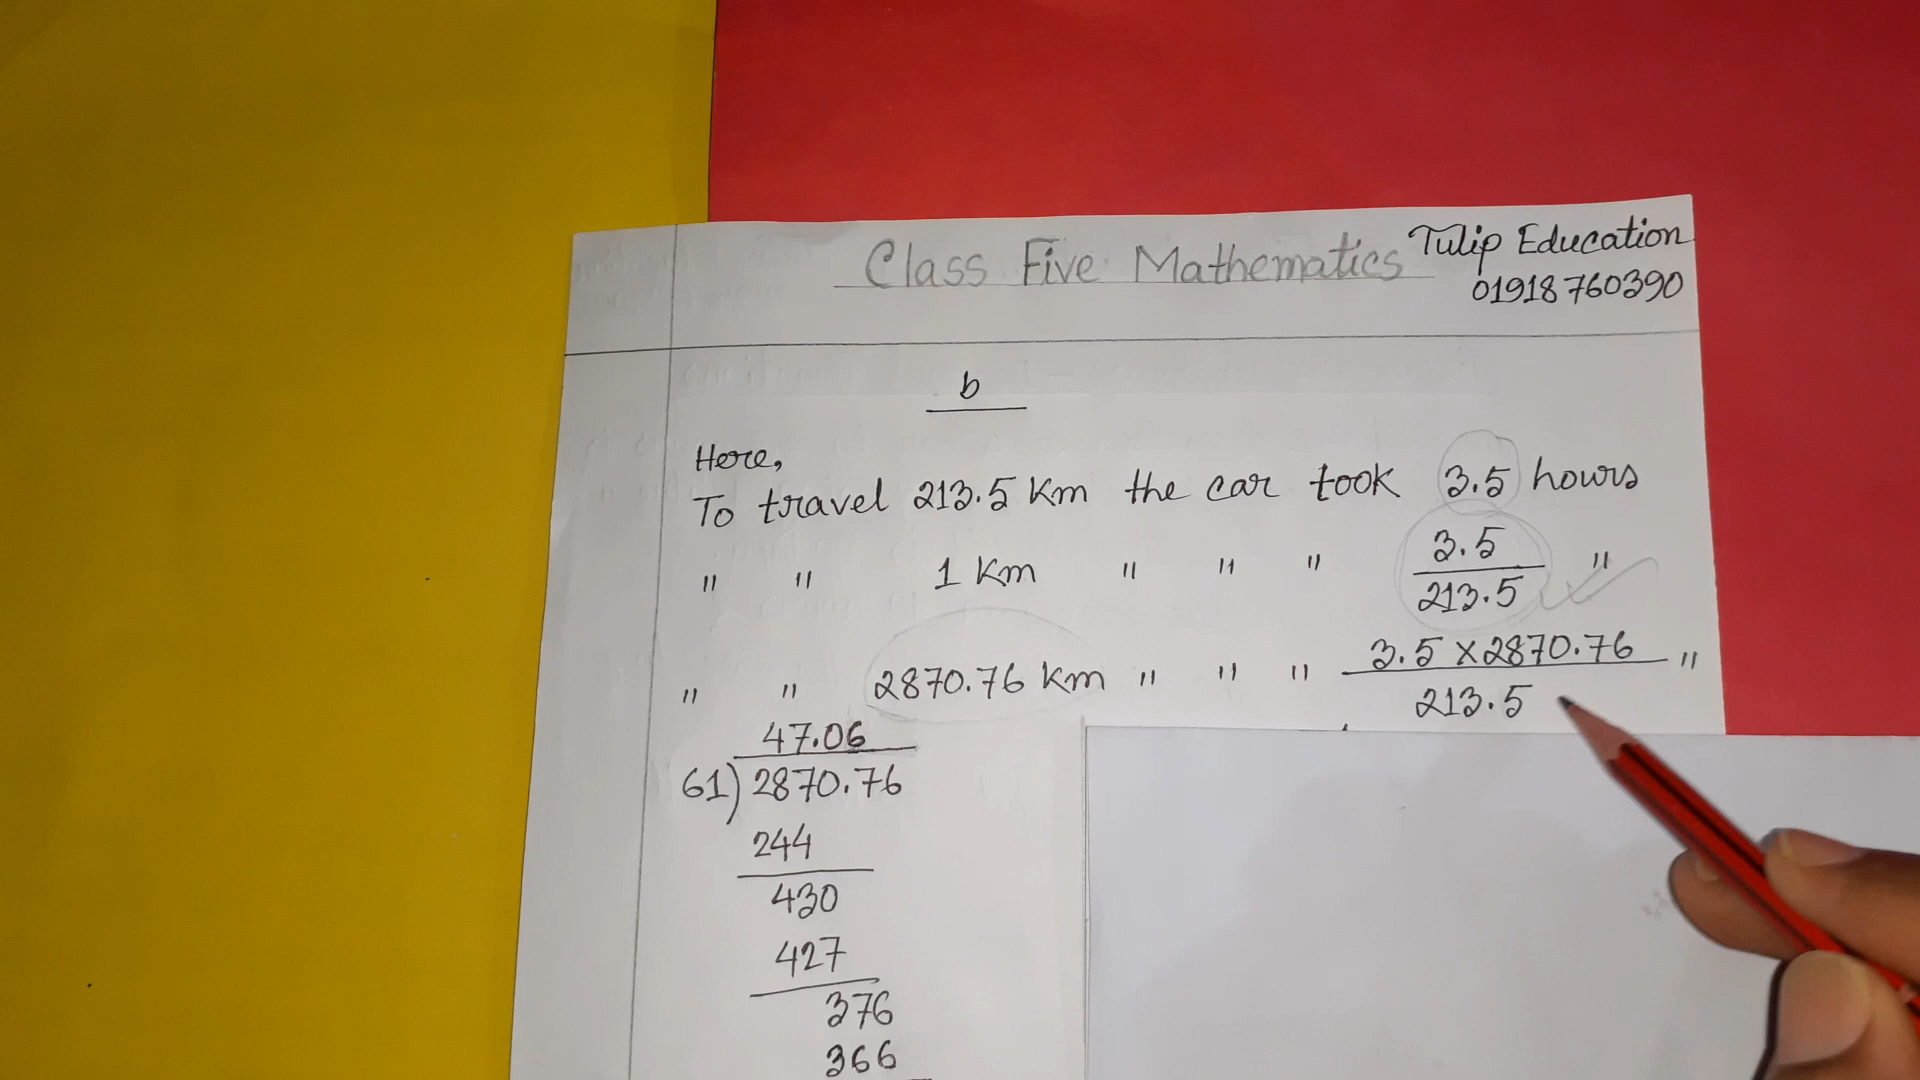 Class Five Mathematics
Tulip Education
01918760390
b
Here,
To travel 213.5 Km the car took 3.5 hours
" " 1 Km " " " 3.5/213.5 "
" " 2870.76 Km " " " 3.5 x 2870.76/213.5 "
47.06
61)2870.76
244
430
427
376
366